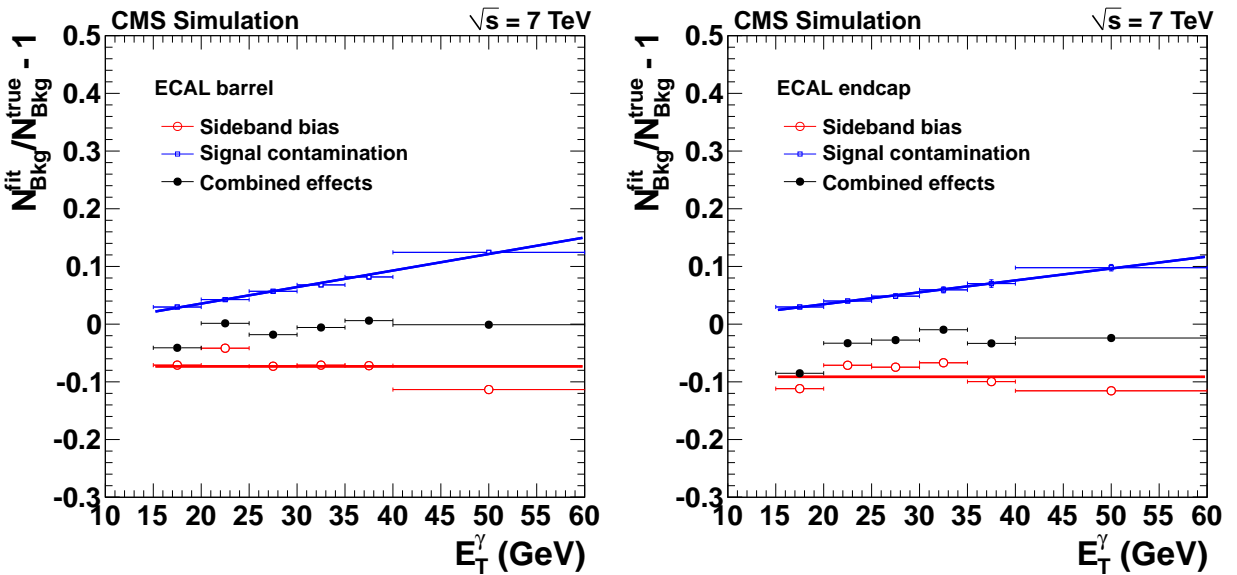 CMS Simulation √s = 7 TeV
N^fit_Bkg/N^true_Bkg - 1
0.5
0.4
0.3
0.2
0.1
0
-0.1
-0.2
-0.3
ECAL barrel
Sideband bias
Signal contamination
Combined effects
10 15 20 25 30 35 40 45 50 55 60
E_T^γ (GeV)
CMS Simulation √s = 7 TeV
N^fit_Bkg/N^true_Bkg - 1
0.5
0.4
0.3
0.2
0.1
0
-0.1
-0.2
-0.3
ECAL endcap
Sideband bias
Signal contamination
Combined effects
10 15 20 25 30 35 40 45 50 55 60
E_T^γ (GeV)